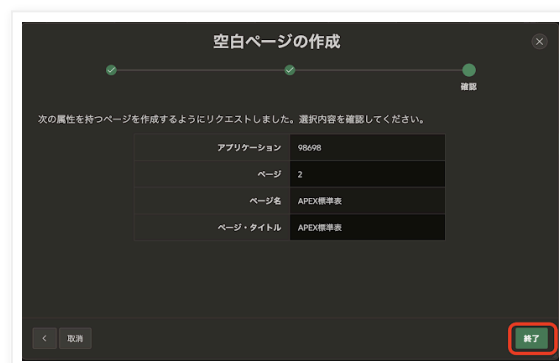 空白ページの作成
確認
次の属性を持つページを作成するようにリクエストしました。選択内容を確認してください。
アプリケーション 98698
ページ 2
ページ名 APEX標準表
ページ・タイトル APEX標準表
取消
終了